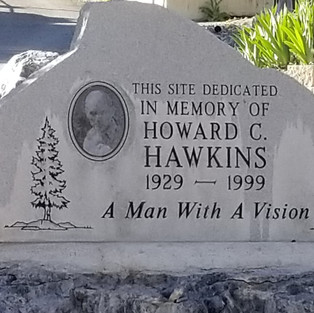 THIS SITE DEDICATED
IN MEMORY OF
HOWARD C.
HAWKINS
1929 — 1999
A Man With A Vision